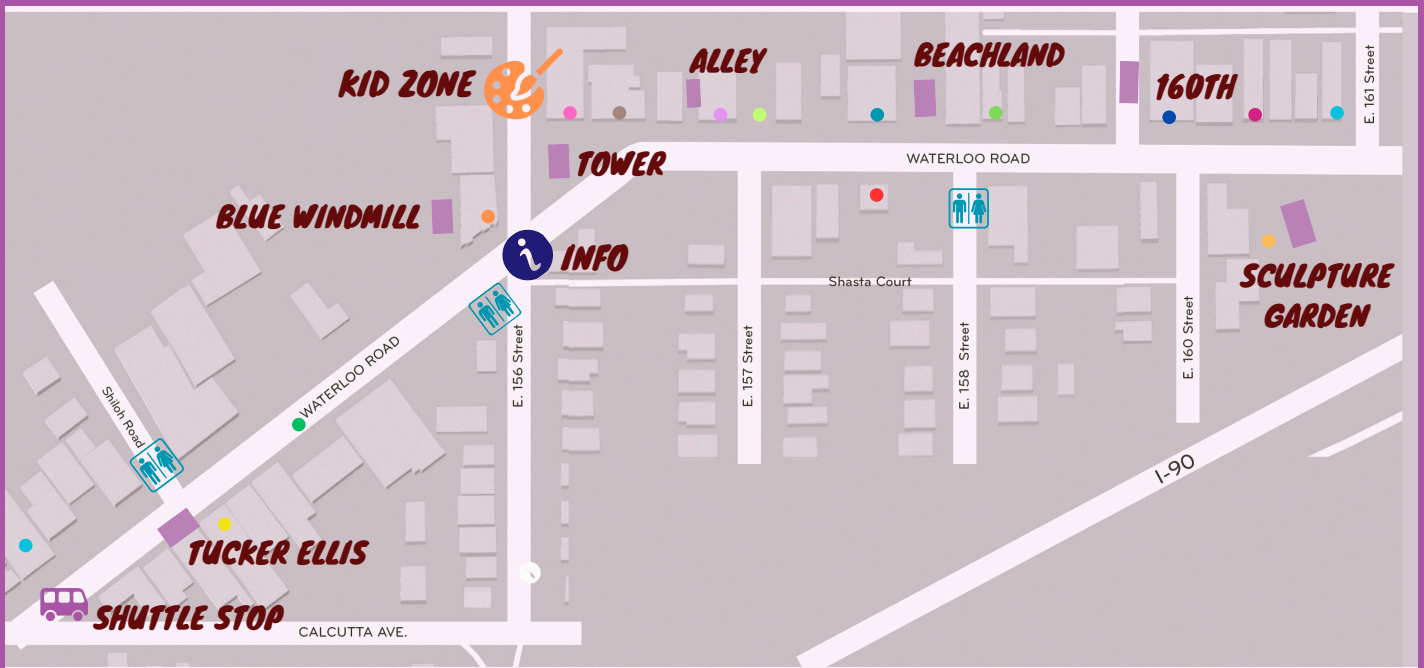 KID ZONE
ALLEY
BEACHLAND
160TH
E. 161 Street
WATERLOO ROAD
TOWER
BLUE WINDMILL
i INFO
Shasta Court
SCULPTURE
GARDEN
E. 156 Street
E. 157 Street
E. 158 Street
E. 160 Street
WATERLOO ROAD
Shiloh Road
I-90
TUCKER ELLIS
SHUTTLE STOP
CALCUTTA AVE.